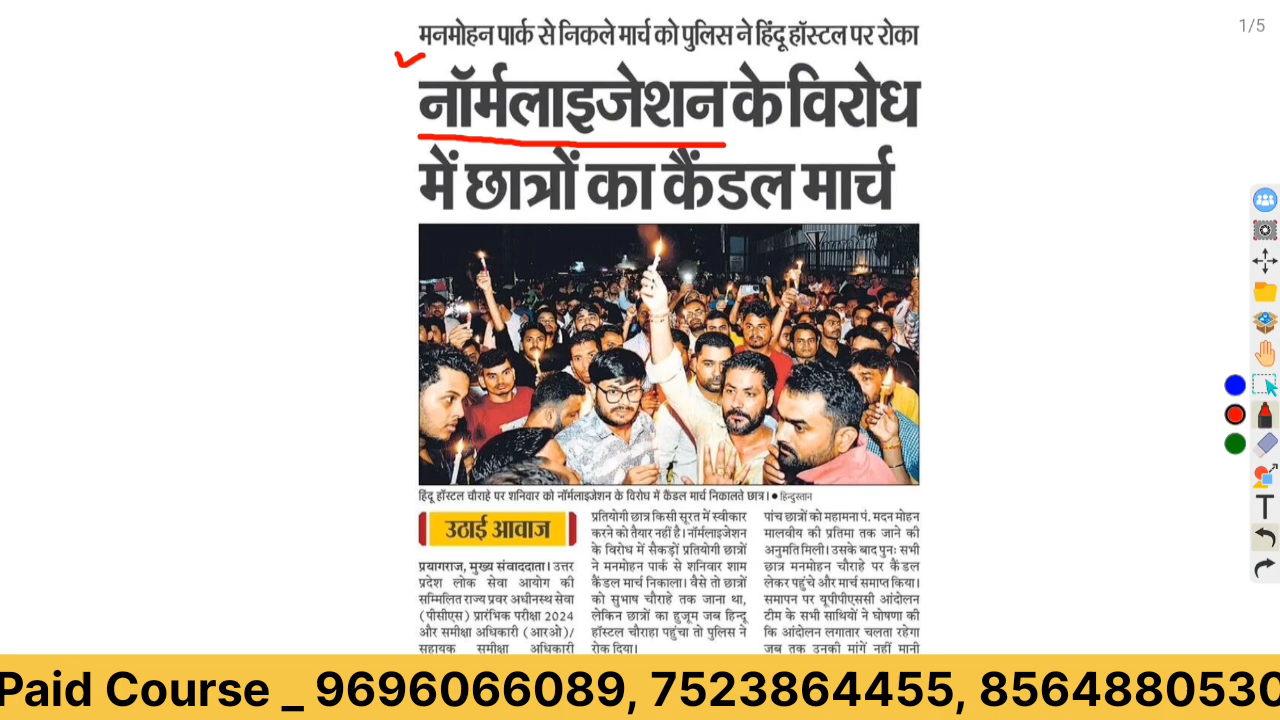 1/5
मनमोहन पार्क से निकले मार्च को पुलिस ने हिंदू हॉस्टल पर रोका
नॉर्मलाइजेशन के विरोध
में छात्रों का कैंडल मार्च
हिंदू हॉस्टल चौराहे पर शनिवार को नॉर्मलाइजेशन के विरोध में कैंडल मार्च निकालते छात्र। ● हिन्दुस्तान
उठाई आवाज
प्रयागराज, मुख्य संवाददाता। उत्तर
प्रदेश लोक सेवा आयोग की
सम्मिलित राज्य प्रवर अधीनस्थ सेवा
(पीसीएस) प्रारंभिक परीक्षा 2024
और समीक्षा अधिकारी (आरओ)/
सहायक समीक्षा अधिकारी
प्रतियोगी छात्र किसी सूरत में स्वीकार
करने को तैयार नहीं है। नॉर्मलाइजेशन
के विरोध में सैकड़ों प्रतियोगी छात्रों
ने मनमोहन पार्क से शनिवार शाम
कैंडल मार्च निकाला। वैसे तो छात्रों
को सुभाष चौराहे तक जाना था,
लेकिन छात्रों का हुजूम जब हिन्दू
हॉस्टल चौराहा पहुंचा तो पुलिस ने
रोक दिया।
पांच छात्रों को महामना पं. मदन मोहन
मालवीय की प्रतिमा तक जाने की
अनुमति मिली। उसके बाद पुनः सभी
छात्र मनमोहन चौराहे पर कैंडल
लेकर पहुंचे और मार्च समाप्त किया।
समापन पर यूपीपीएससी आंदोलन
टीम के सभी साथियों ने घोषणा की
कि आंदोलन लगातार चलता रहेगा
जब तक उनकी मांगें नहीं मानी
T
Paid Course _ 9696066089, 7523864455, 8564880530